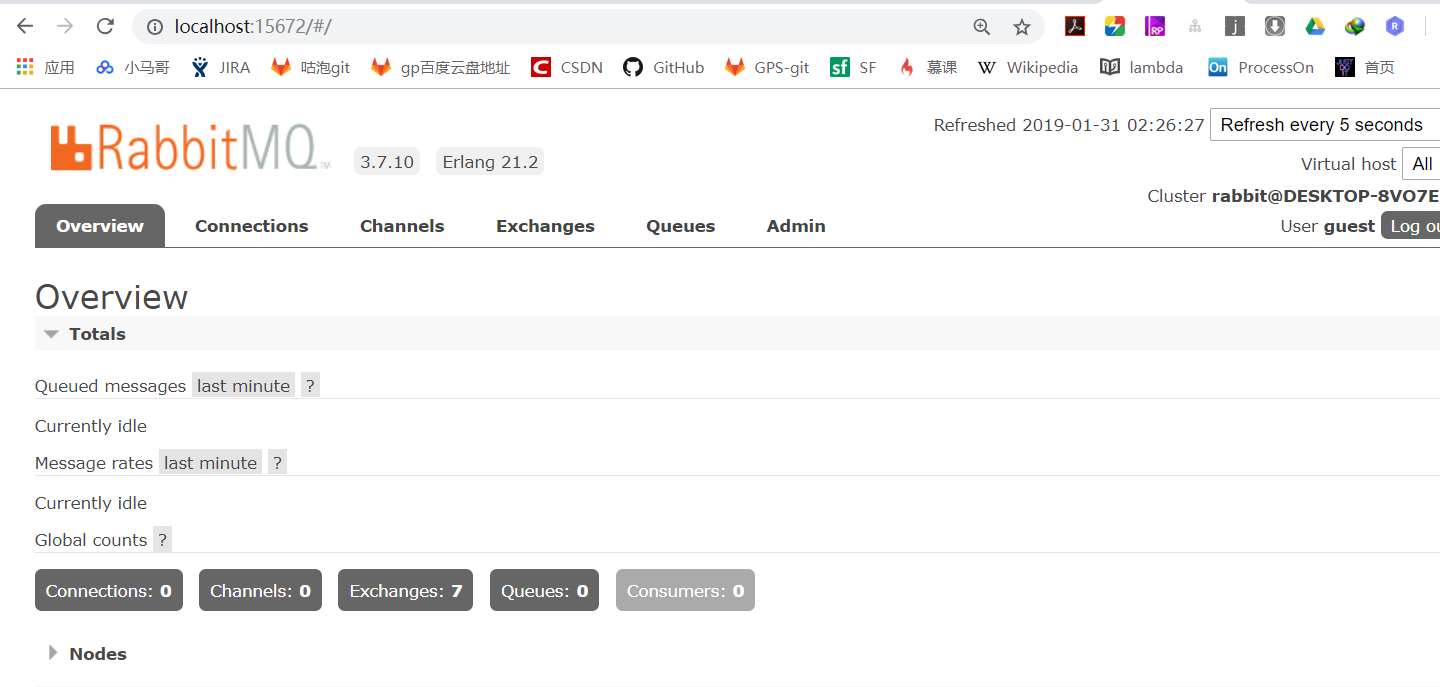 localhost:15672/#/
应用 小马哥 JIRA 咕泡git gp百度云盘地址 CSDN GitHub GPS-git SF 慕课 Wikipedia lambda ProcessOn 首页
RabbitMQ TM 3.7.10 Erlang 21.2
Refreshed 2019-01-31 02:26:27 Refresh every 5 seconds
Virtual host All
Cluster rabbit@DESKTOP-8VO7E
User guest Log ou
Overview Connections Channels Exchanges Queues Admin
Overview
Totals
Queued messages last minute ?
Currently idle
Message rates last minute ?
Currently idle
Global counts ?
Connections: 0 Channels: 0 Exchanges: 7 Queues: 0 Consumers: 0
Nodes